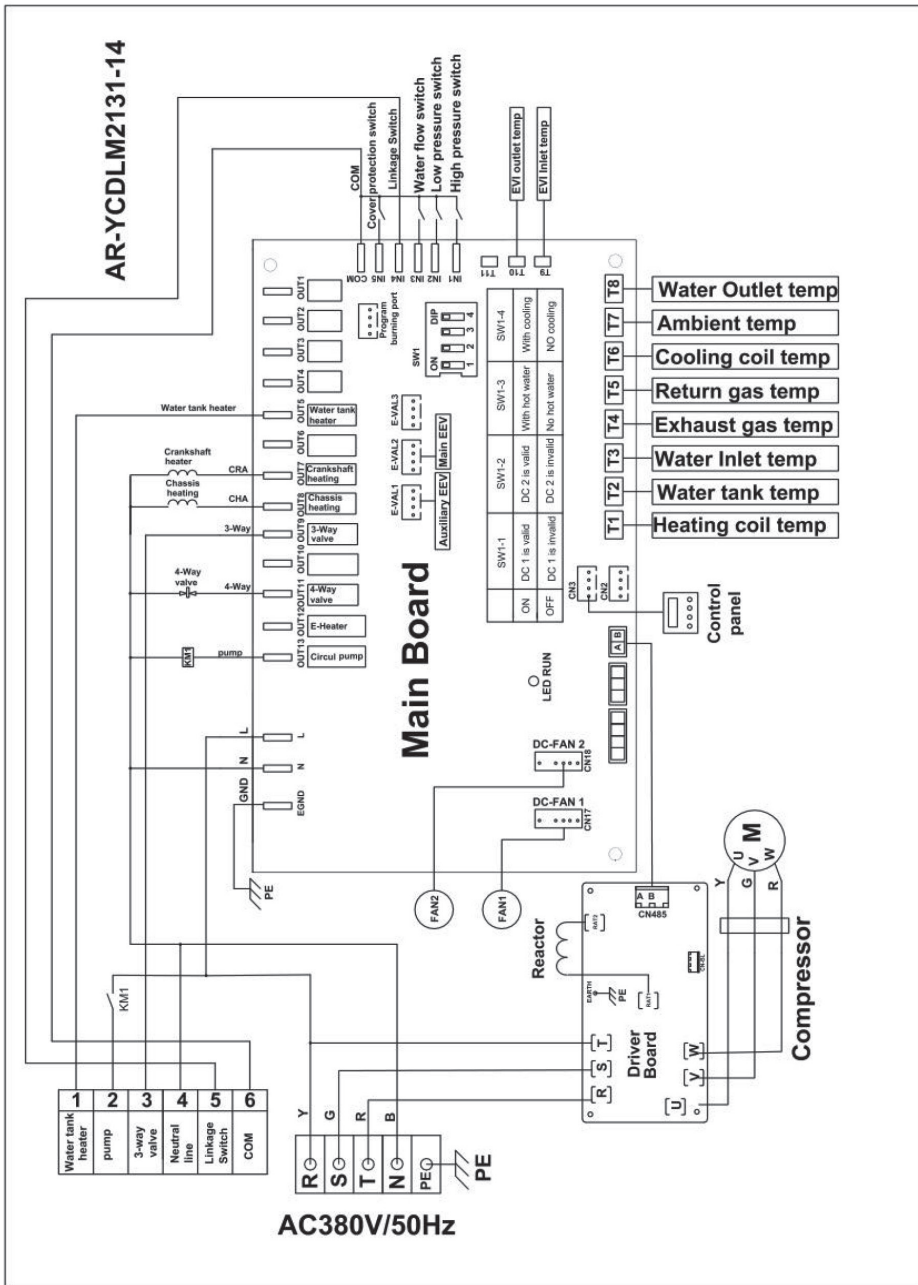 AR-YCDLM2131-14
COM
Cover protection switch
Linkage Switch
Water flow switch
Low pressure switch
High pressure switch
COM
IN5
IN4
IN3
IN2
IN1
T11
T10
T9
EVI outlet temp
EVI Inlet temp
OUT1
OUT2
OUT3
OUT4
OUT5
OUT6
OUT7
OUT8
OUT9
OUT10
OUT11
OUT12
OUT13
Water tank heater
Crankshaft heating
Chassis heating
3-Way valve
4-Way valve
E-Heater
Circul pump
Water tank heater
Crankshaft
heater
CRA
Chassis
heating
CHA
3-Way
4-Way
valve
4-Way
KM1
pump
L
L
N
N
GND
EGND
PE
Program
burning port
SW1
ON
DIP
1
2
3
4
E-VAL3
E-VAL2
E-VAL1
Main EEV
Auxiliary EEV
SW1-1
SW1-2
SW1-3
SW1-4
ON
DC 1 is valid
DC 2 is valid
With hot water
With cooling
OFF
DC 1 is invalid
DC 2 is invalid
No hot water
NO cooling
Main Board
T8
Water Outlet temp
T7
Ambient temp
T6
Cooling coil temp
T5
Return gas temp
T4
Exhaust gas temp
T3
Water Inlet temp
T2
Water tank temp
T1
Heating coil temp
CN3
CN2
Control
panel
A B
LED RUN
DC-FAN 2
CN18
DC-FAN 1
CN17
FAN2
FAN1
KM1
1
2
3
4
5
6
Water tank
heater
pump
3-way
valve
Neutral
line
Linkage
Switch
COM
R
S
T
N
PE
Y
G
R
B
PE
AC380V/50Hz
Reactor
RAT2
RAT1
EARTH
PE
A B
CN485
CN-BL
T
S
R
Driver
Board
W
V
U
M
U
V
W
Y
G
R
Compressor